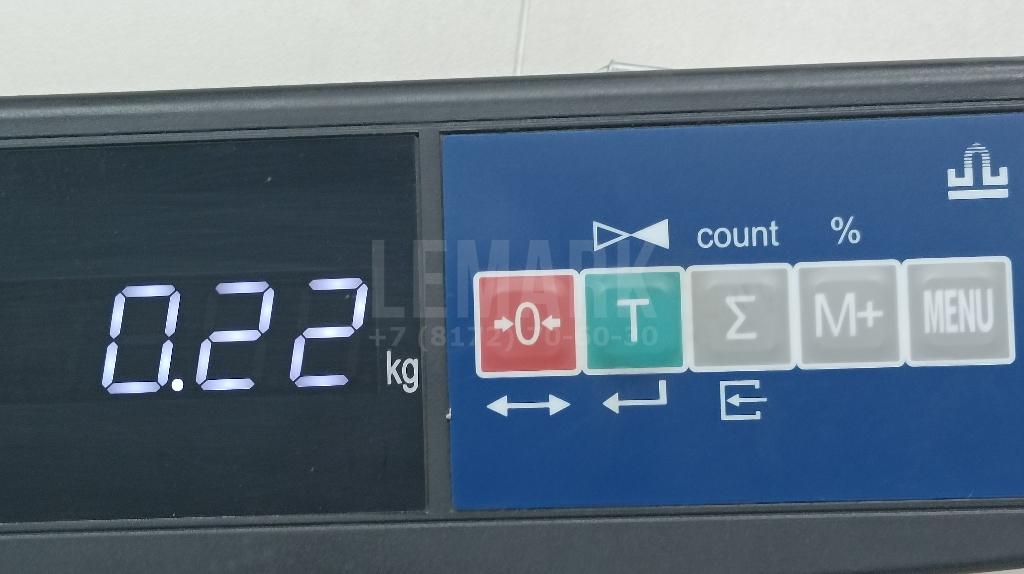 count %
→0← T Σ M+ MENU
0.22 kg
LEMARK